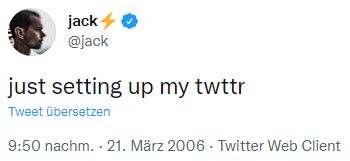 jack⚡
@jack
just setting up my twttr
Tweet übersetzen
9:50 nachm. · 21. März 2006 · Twitter Web Client